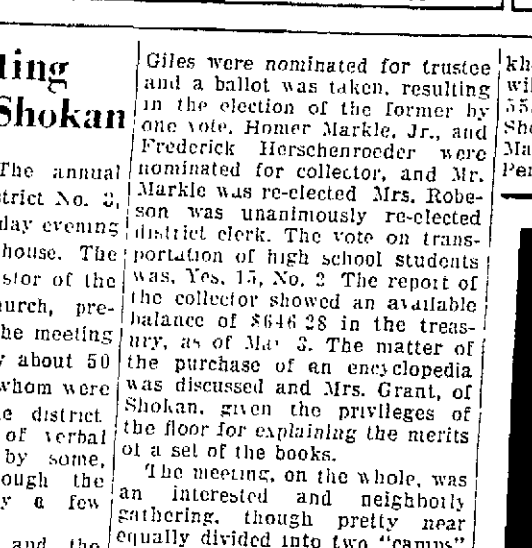 ting
Shokan
The annual
strict No. 2,
day evening
house. The
stor of the
urch, pre-
he meeting
y about 50
whom were
e district
of verbal
by some,
ough the
y a few
and the
Giles were nominated for trustee
and a ballot was taken, resulting
in the election of the former by
one vote. Homer Markle, Jr., and
Frederick Herschenroeder were
nominated for collector, and Mr.
Markle was re-elected Mrs. Robe-
son was unanimously re-elected
district clerk. The vote on trans-
portation of high school students
was, Yes, 15, No. 2 The report of
the collector showed an available
balance of $646 28 in the treas-
ury, as of Mar 3. The matter of
the purchase of an encyclopedia
was discussed and Mrs. Grant, of
Shokan, given the privileges of
the floor for explaining the merits
of a set of the books.
The meeting, on the whole, was
an interested and neighborly
gathering, though pretty near
equally divided into two "camps"
kh
wil
55
Sho
Ma
Per